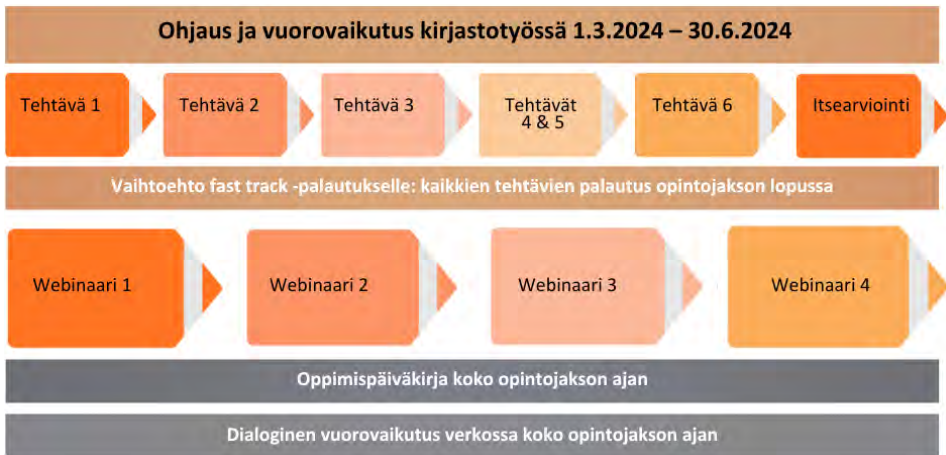 Ohjaus ja vuorovaikutus kirjastotyössä 1.3.2024 – 30.6.2024
Tehtävä 1
Tehtävä 2
Tehtävä 3
Tehtävät
4 & 5
Tehtävä 6
Itsearviointi
Vaihtoehto fast track -palautukselle: kaikkien tehtävien palautus opintojakson lopussa
Webinaari 1
Webinaari 2
Webinaari 3
Webinaari 4
Oppimispäiväkirja koko opintojakson ajan
Dialoginen vuorovaikutus verkossa koko opintojakson ajan